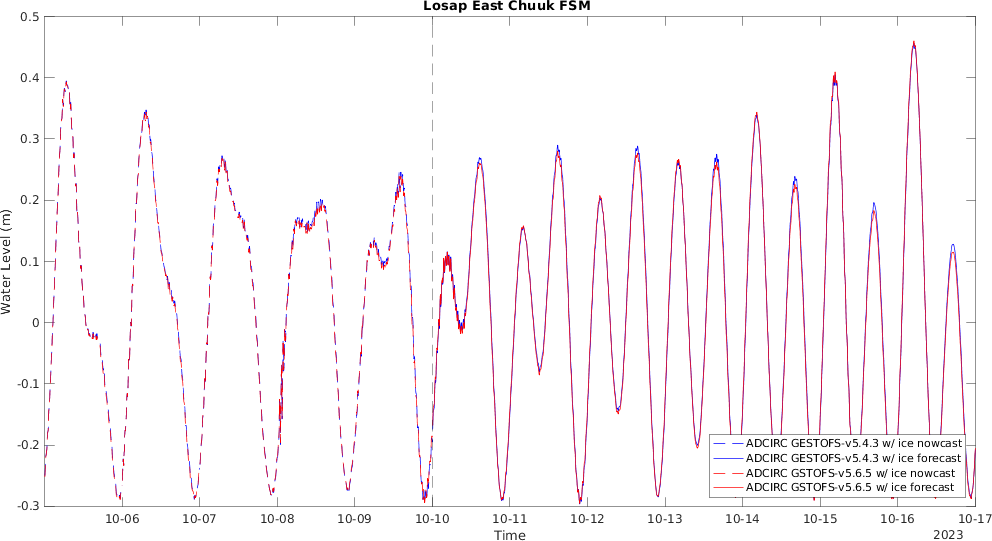 Losap East Chuuk FSM
0.5
0.4
0.3
0.2
0.1
0
-0.1
-0.2
-0.3
Water Level (m)
ADCIRC GESTOFS-v5.4.3 w/ ice nowcast
ADCIRC GESTOFS-v5.4.3 w/ ice forecast
ADCIRC GSTOFS-v5.6.5 w/ ice nowcast
ADCIRC GSTOFS-v5.6.5 w/ ice forecast
10-06 10-07 10-08 10-09 10-10 10-11 10-12 10-13 10-14 10-15 10-16 10-17
Time
2023